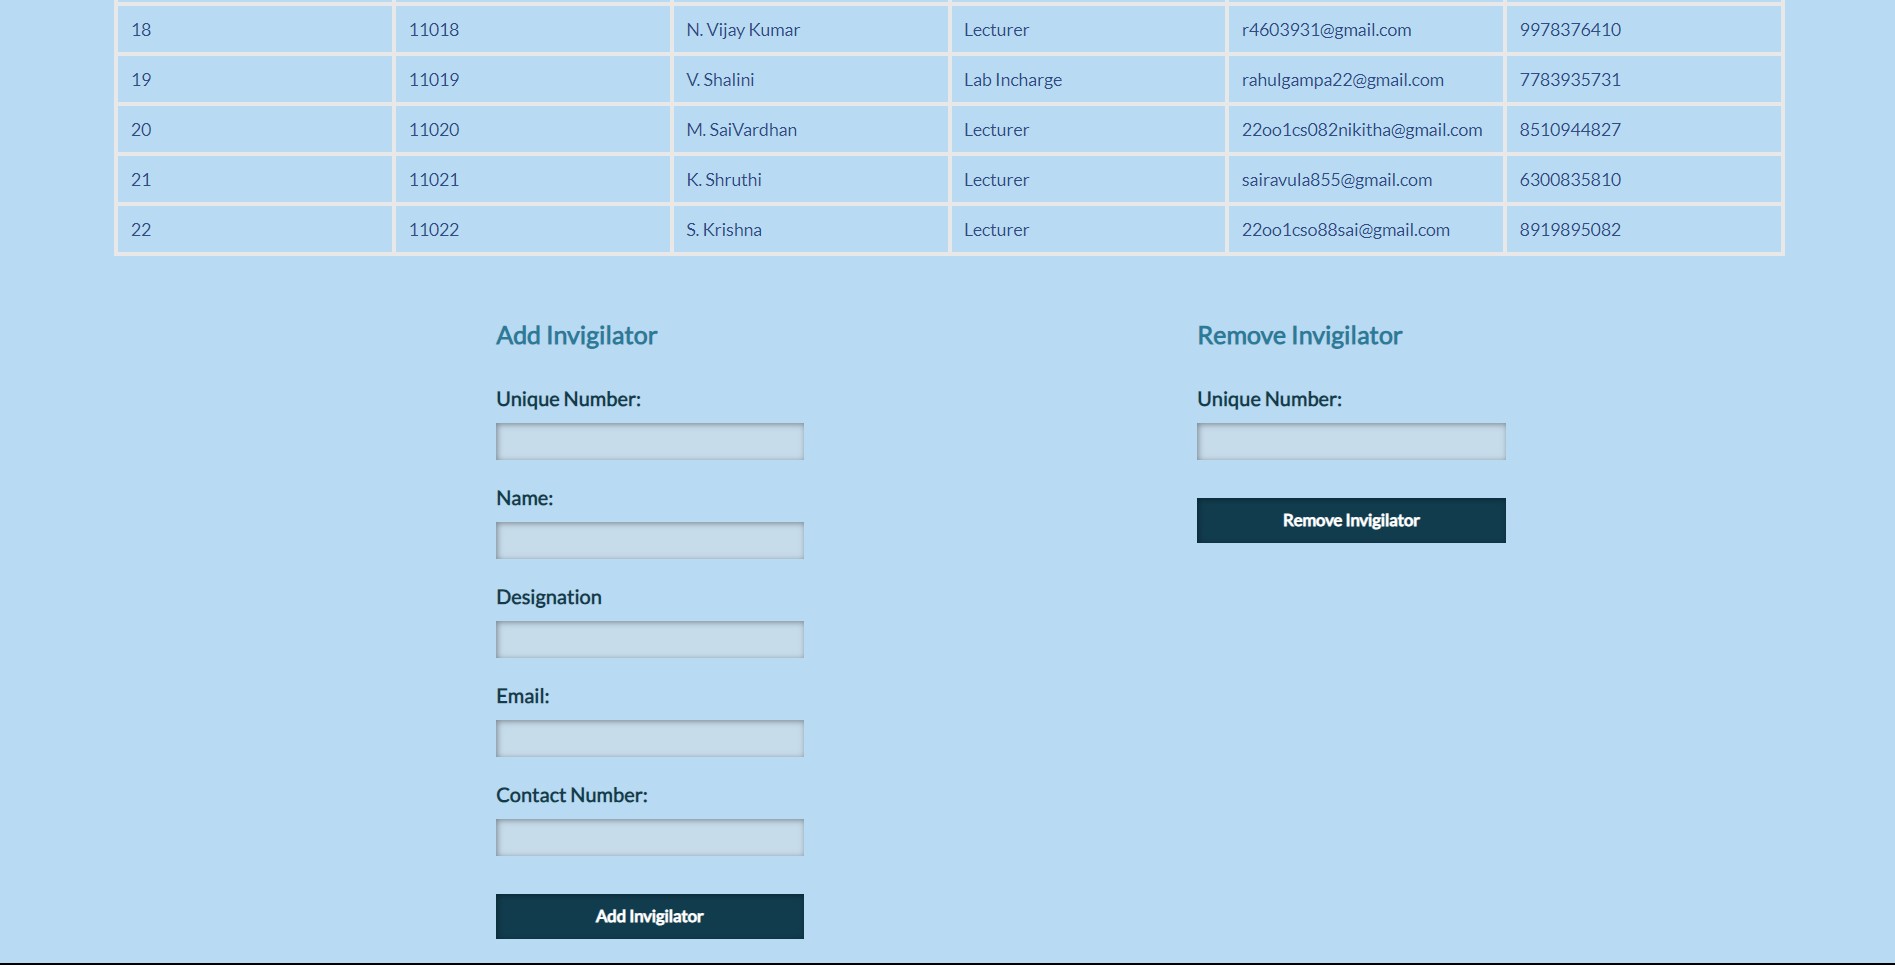 18 11018 N. Vijay Kumar Lecturer r4603931@gmail.com 9978376410
19 11019 V. Shalini Lab Incharge rahulgampa22@gmail.com 7783935731
20 11020 M. SaiVardhan Lecturer 22oo1cs082nikitha@gmail.com 8510944827
21 11021 K. Shruthi Lecturer sairavula855@gmail.com 6300835810
22 11022 S. Krishna Lecturer 22oo1cso88sai@gmail.com 8919895082
Add Invigilator
Unique Number:
Name:
Designation
Email:
Contact Number:
Add Invigilator
Remove Invigilator
Unique Number:
Remove Invigilator